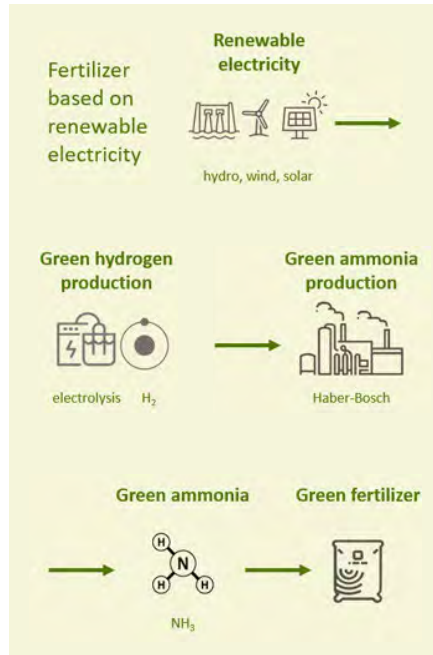 Renewable
electricity
Fertilizer
based on
renewable
electricity
hydro, wind, solar
Green hydrogen
production
Green ammonia
production
electrolysis H₂
Haber-Bosch
Green ammonia
Green fertilizer
H
N
H
H
NH₃